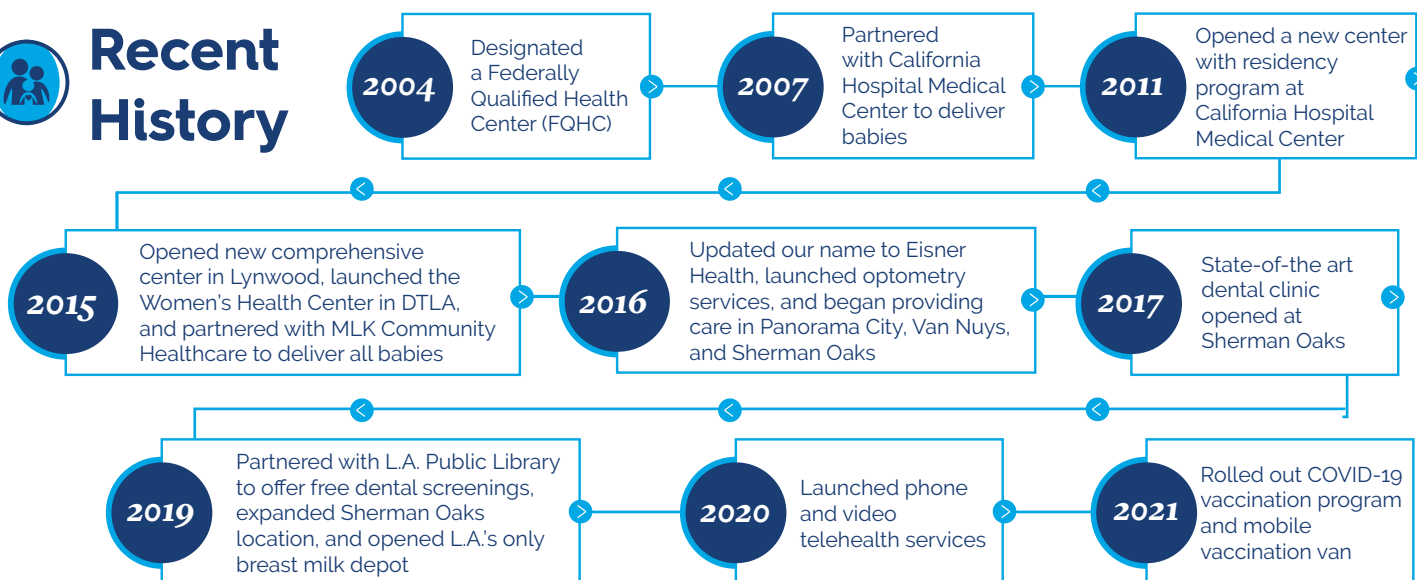 Recent
History
2004
Designated
a Federally
Qualified Health
Center (FQHC)
2007
Partnered
with California
Hospital Medical
Center to deliver
babies
2011
Opened a new center
with residency
program at
California Hospital
Medical Center
2015
Opened new comprehensive
center in Lynwood, launched the
Women's Health Center in DTLA,
and partnered with MLK Community
Healthcare to deliver all babies
2016
Updated our name to Eisner
Health, launched optometry
services, and began providing
care in Panorama City, Van Nuys,
and Sherman Oaks
2017
State-of-the art
dental clinic
opened at
Sherman Oaks
2019
Partnered with L.A. Public Library
to offer free dental screenings,
expanded Sherman Oaks
location, and opened L.A.'s only
breast milk depot
2020
Launched phone
and video
telehealth services
2021
Rolled out COVID-19
vaccination program
and mobile
vaccination van